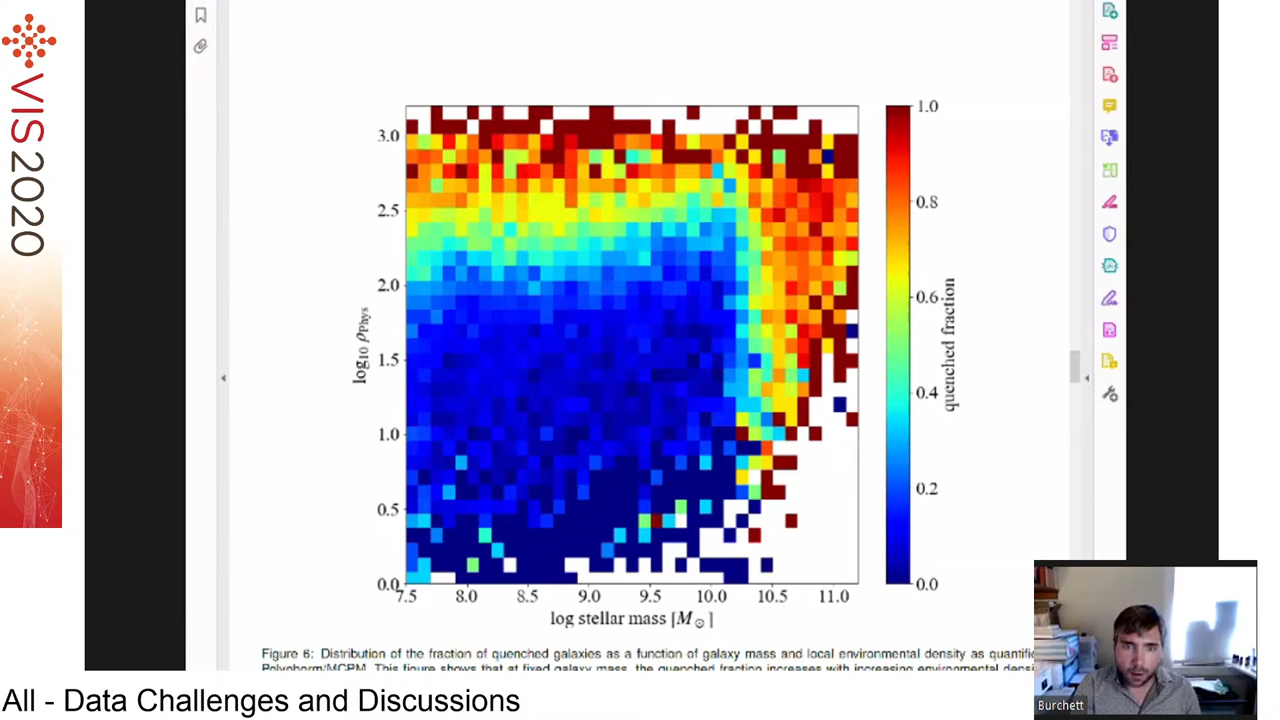 VIS2020
3.0
2.5
2.0
1.5
1.0
0.5
0.0
log10 ρPhys
7.5 8.0 8.5 9.0 9.5 10.0 10.5 11.0
log stellar mass [M⊙]
1.0
0.8
0.6
0.4
0.2
0.0
quenched fraction
Figure 6: Distribution of the fraction of quenched galaxies as a function of galaxy mass and local environmental density as quantifie
Polyphorm/MCPM. This figure shows that at fixed galaxy mass, the quenched fraction increases with increasing environmental densi
Burchett
All - Data Challenges and Discussions